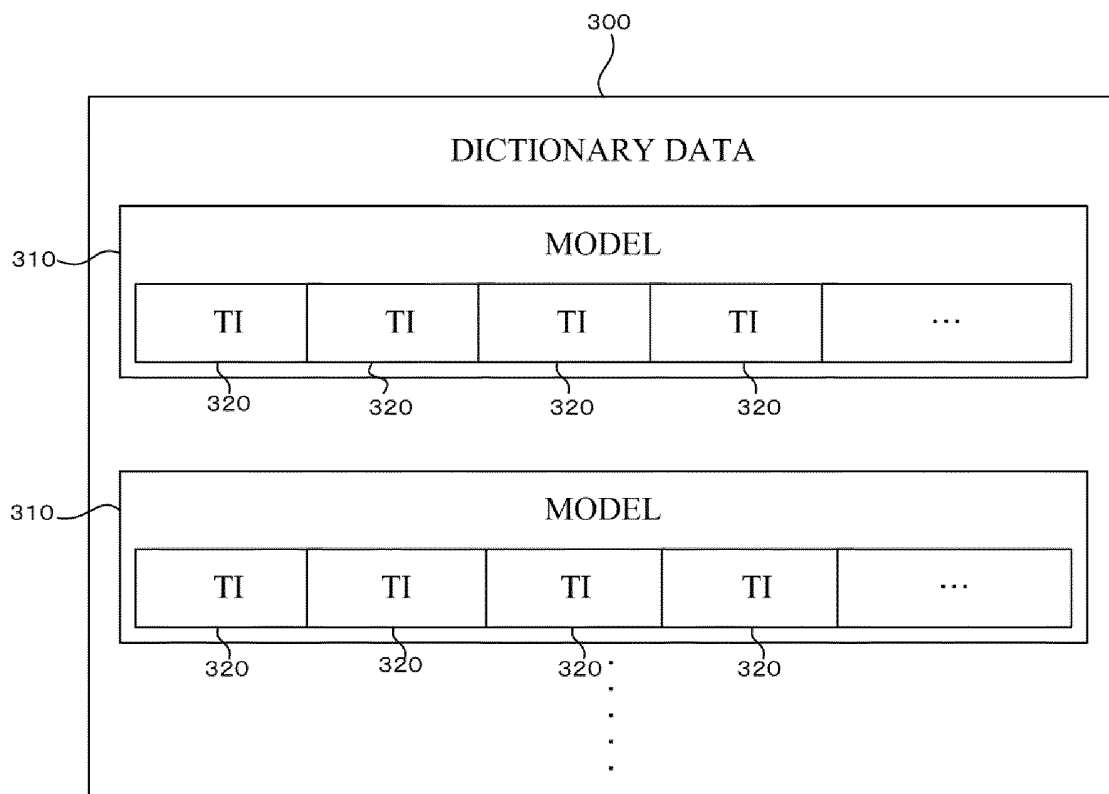 300
DICTIONARY DATA
310
MODEL
TI TI TI TI ...
320 320 320 320
310
MODEL
TI TI TI TI ...
320 320 320 320